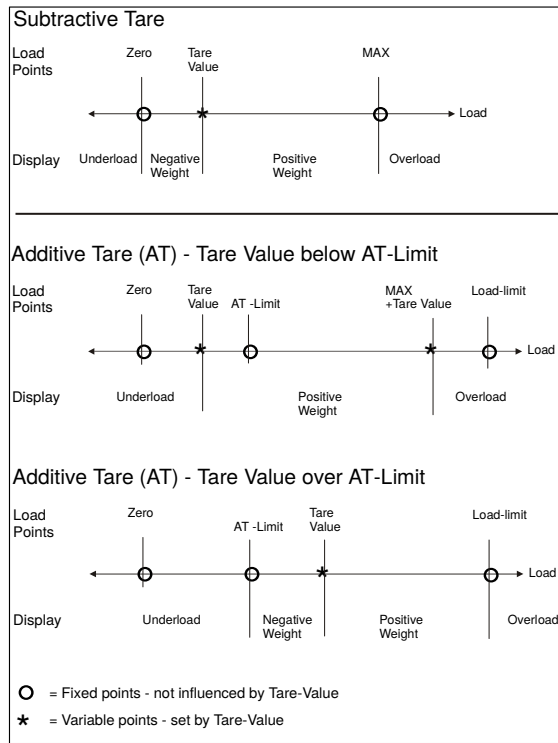 Subtractive Tare
Load Points Zero Tare Value MAX
Load
Display Underload Negative Weight Positive Weight Overload
Additive Tare (AT) - Tare Value below AT-Limit
Load Points Zero Tare Value AT -Limit MAX +Tare Value Load-limit
Load
Display Underload Positive Weight Overload
Additive Tare (AT) - Tare Value over AT-Limit
Load Points Zero AT -Limit Tare Value Load-limit
Load
Display Underload Negative Weight Positive Weight Overload
O = Fixed points - not influenced by Tare-Value
* = Variable points - set by Tare-Value